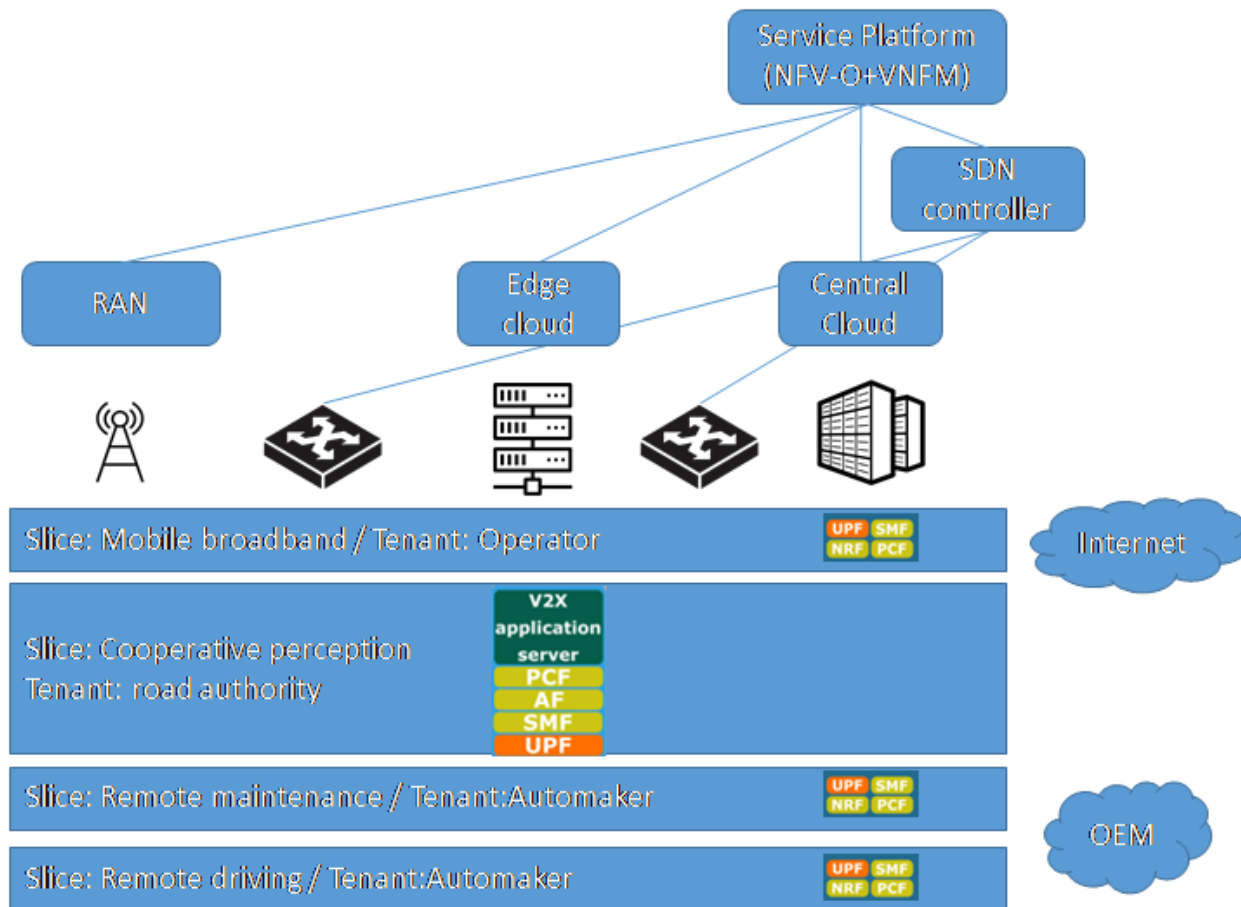 Service Platform
(NFV-O+VNFM)
SDN
controller
RAN
Edge
cloud
Central
Cloud
Slice: Mobile broadband / Tenant: Operator
UPF SMF
NRF PCF
Internet
V2X
application
server
Slice: Cooperative perception
Tenant: road authority
PCF
AF
SMF
UPF
Slice: Remote maintenance / Tenant:Automaker
UPF SMF
NRF PCF
OEM
Slice: Remote driving / Tenant:Automaker
UPF SMF
NRF PCF